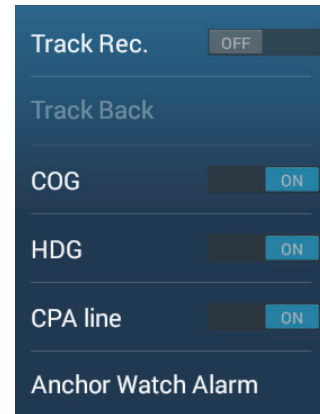 Track Rec. OFF
Track Back
COG ON
HDG ON
CPA line ON
Anchor Watch Alarm